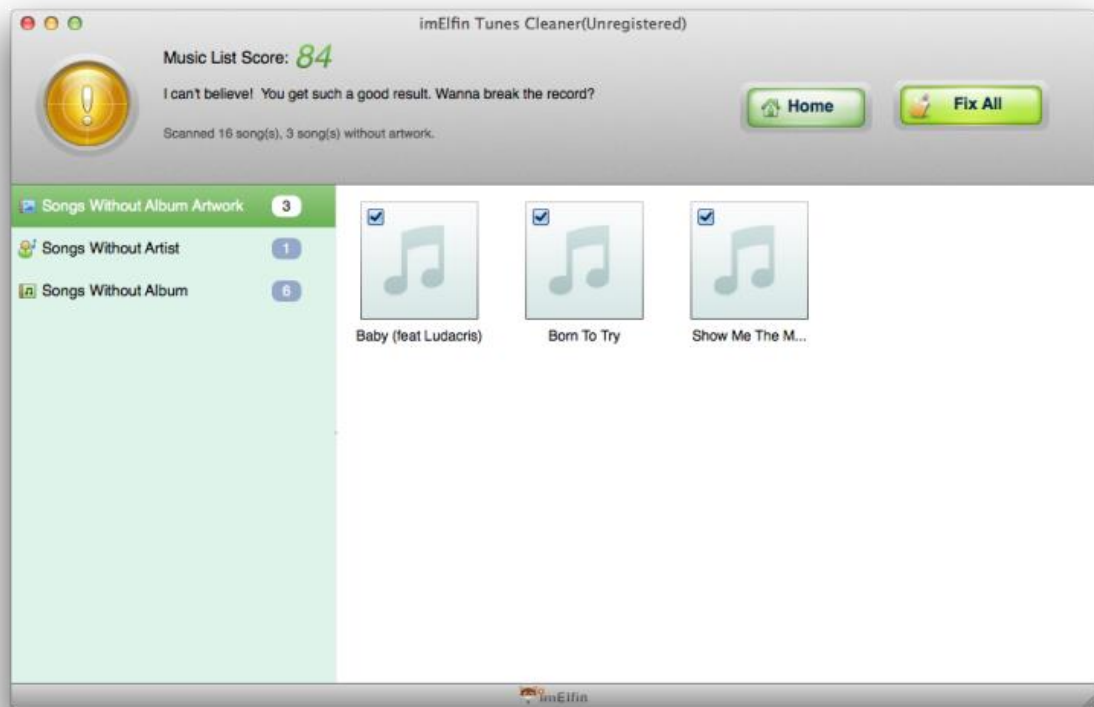 imElfin Tunes Cleaner(Unregistered)
Music List Score: 84
I can't believe! You get such a good result. Wanna break the record?
Scanned 16 song(s), 3 song(s) without artwork.
Home
Fix All
Songs Without Album Artwork 3
Songs Without Artist 1
Songs Without Album 6
Baby (feat Ludacris)
Born To Try
Show Me The M...
imElfin